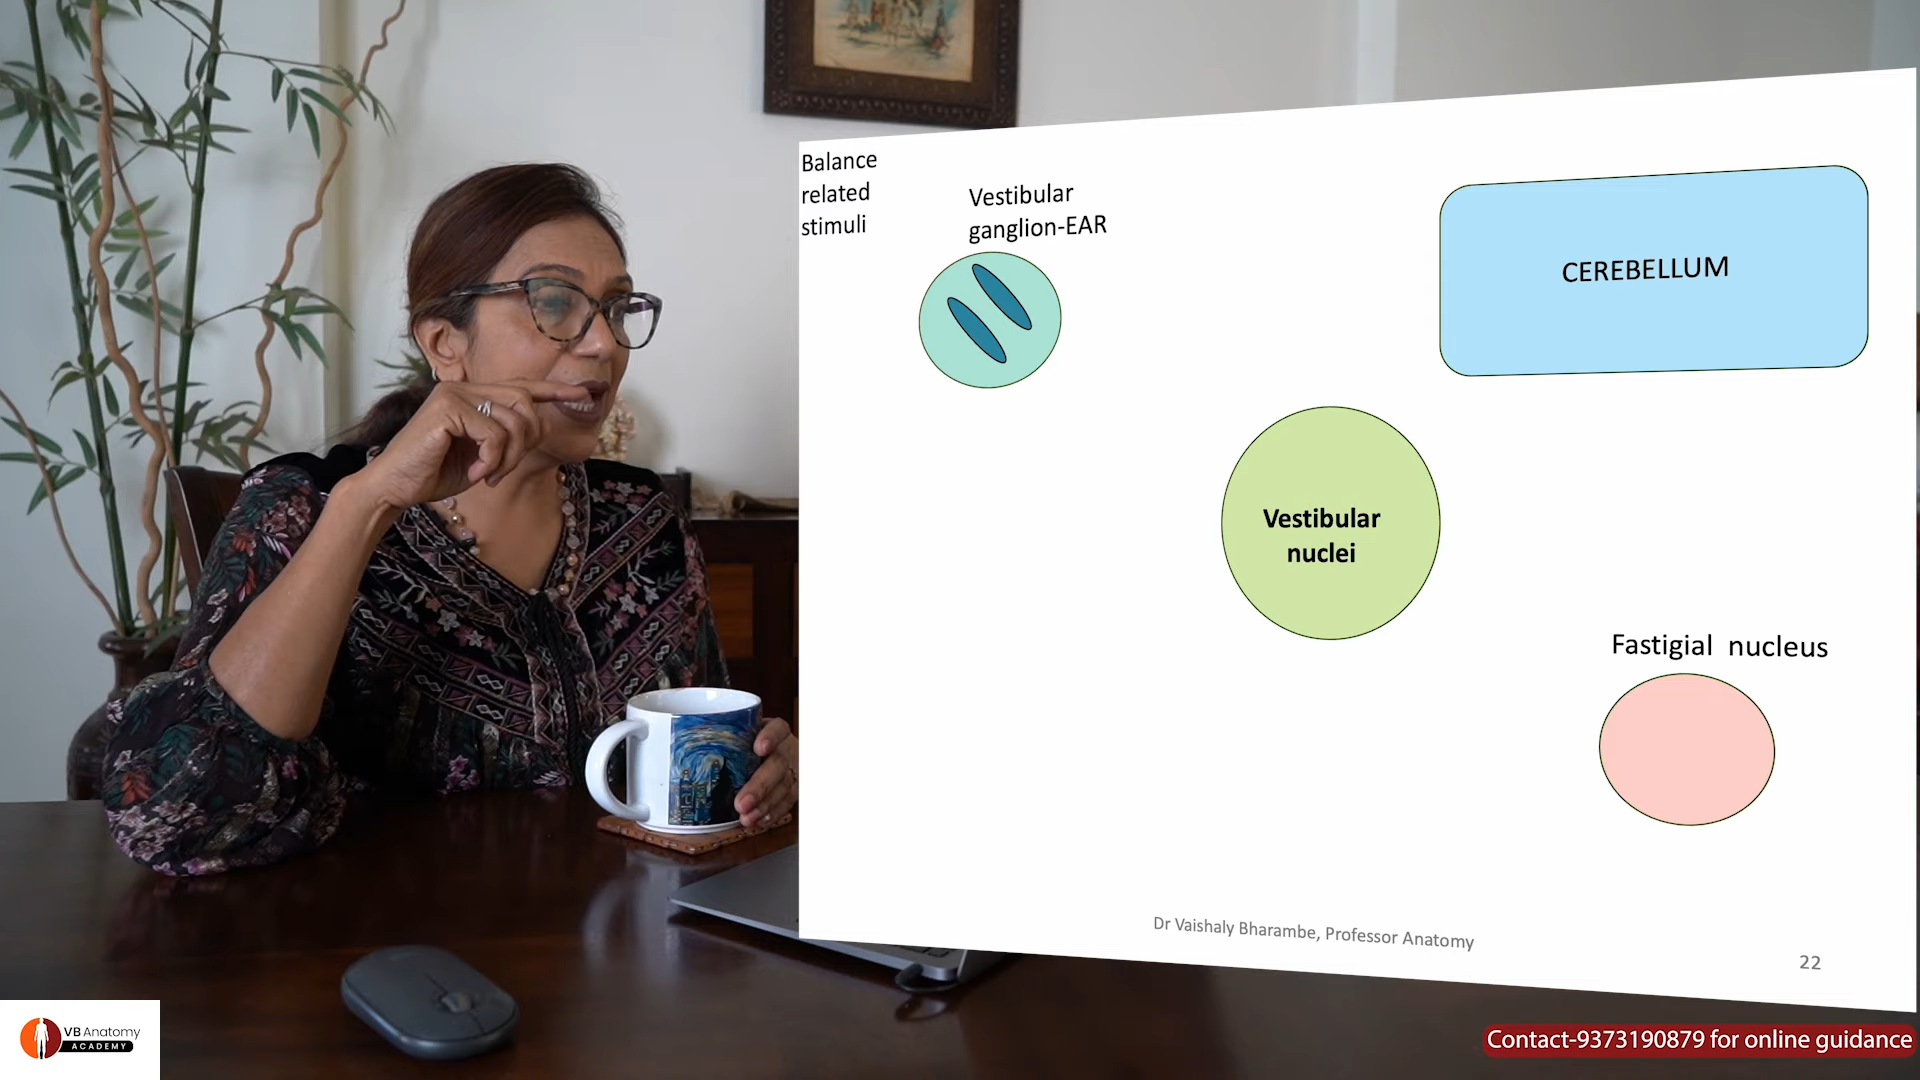 Balance
related
stimuli
Vestibular
ganglion-EAR
CEREBELLUM
Vestibular
nuclei
Fastigial nucleus
Dr Vaishaly Bharambe, Professor Anatomy
22
VB Anatomy
ACADEMY
Contact-9373190879 for online guidance